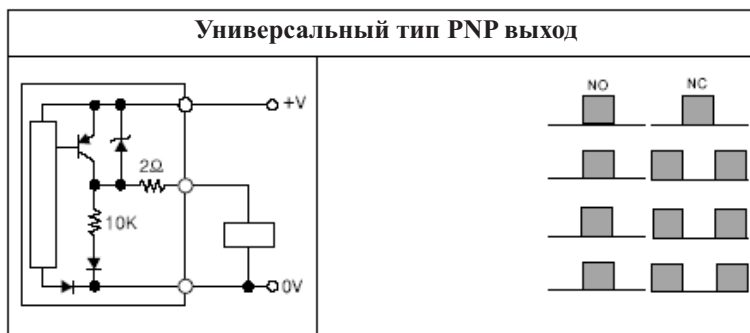 Универсальный тип PNP выход
NO NC
+V
2Ω
10K
0V